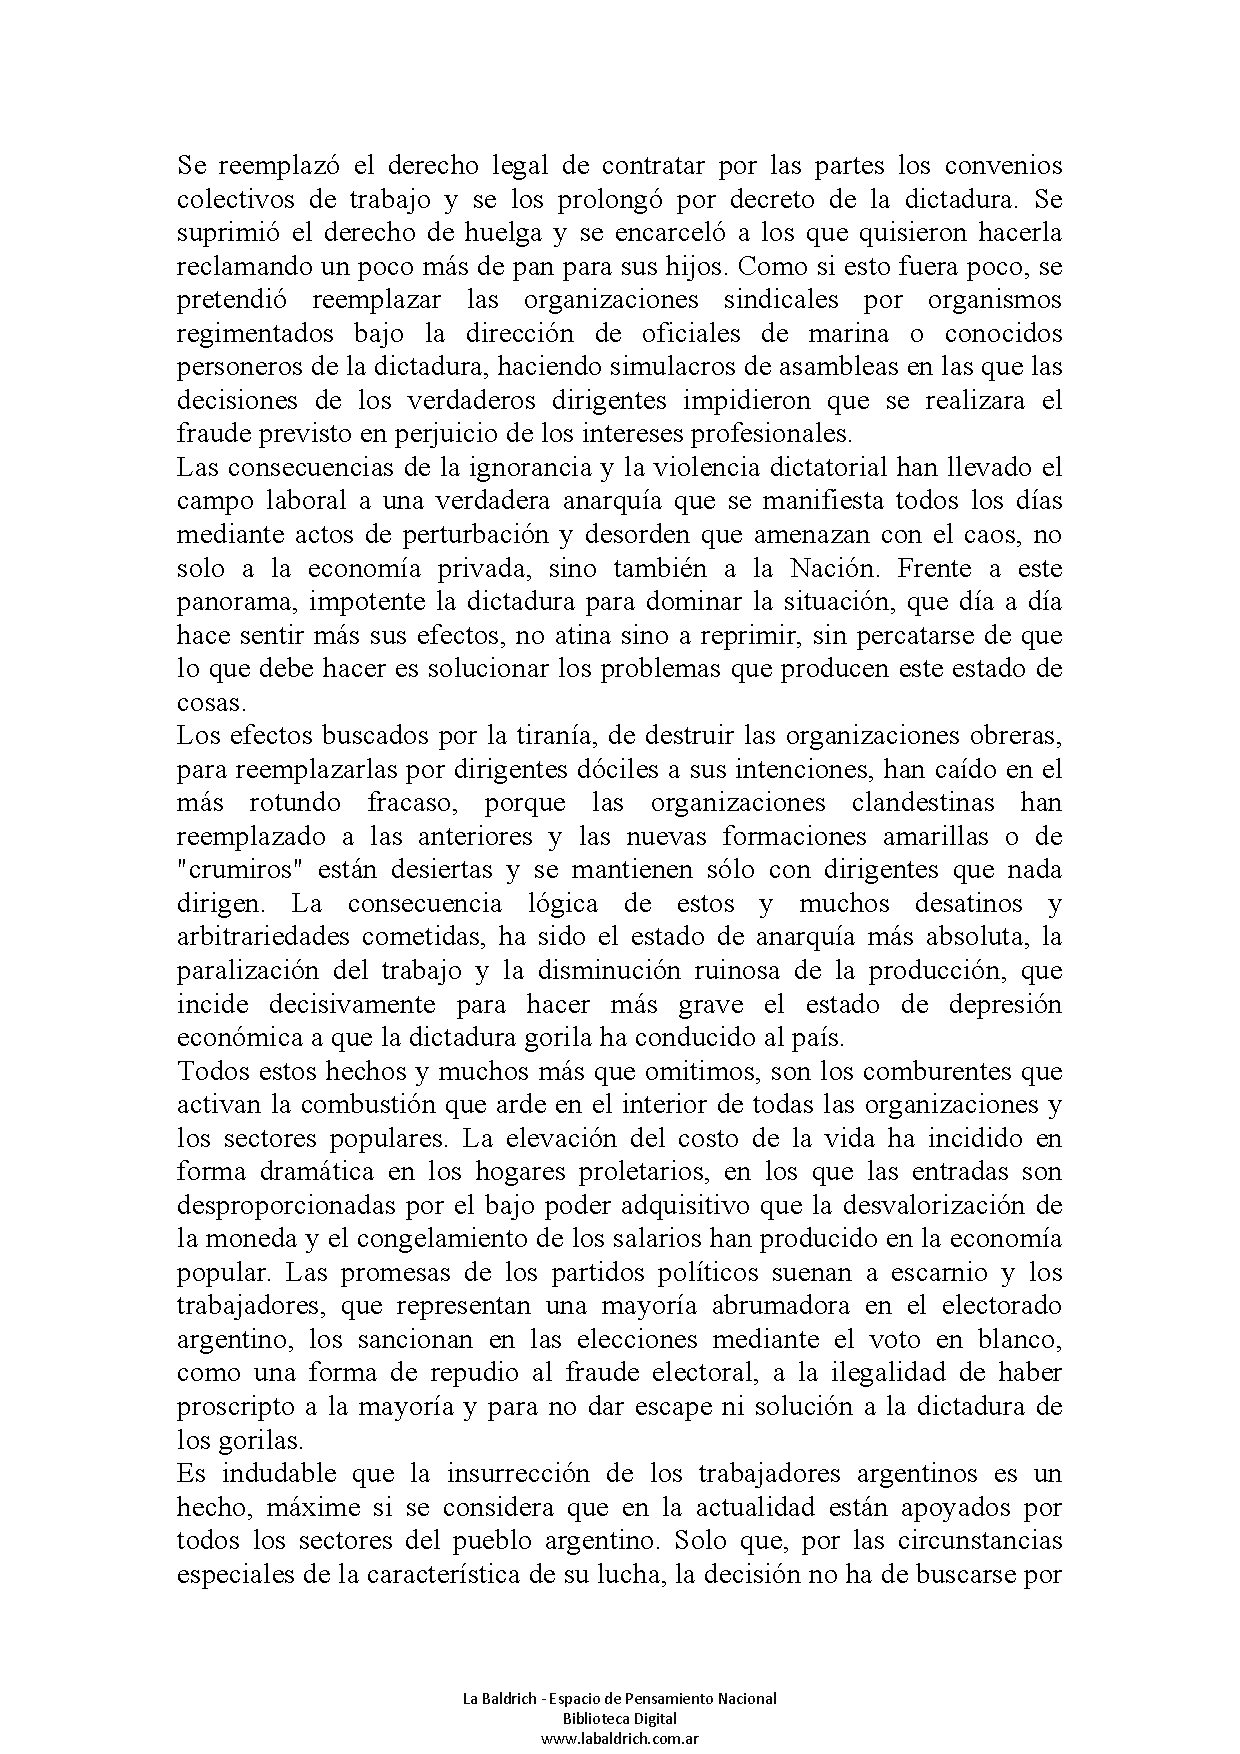 Se reemplazó el derecho legal de contratar por las partes los convenios
colectivos de trabajo y se los prolongó por decreto de la dictadura. Se
suprimió el derecho de huelga y se encarceló a los que quisieron hacerla
reclamando un poco más de pan para sus hijos. Como si esto fuera poco, se
pretendió reemplazar las organizaciones sindicales por organismos
regimentados bajo la dirección de oficiales de marina o conocidos
personeros de la dictadura, haciendo simulacros de asambleas en las que las
decisiones de los verdaderos dirigentes impidieron que se realizara el
fraude previsto en perjuicio de los intereses profesionales.
Las consecuencias de la ignorancia y la violencia dictatorial han llevado el
campo laboral a una verdadera anarquía que se manifiesta todos los días
mediante actos de perturbación y desorden que amenazan con el caos, no
solo a la economía privada, sino también a la Nación. Frente a este
panorama, impotente la dictadura para dominar la situación, que día a día
hace sentir más sus efectos, no atina sino a reprimir, sin percatarse de que
lo que debe hacer es solucionar los problemas que producen este estado de
cosas.
Los efectos buscados por la tiranía, de destruir las organizaciones obreras,
para reemplazarlas por dirigentes dóciles a sus intenciones, han caído en el
más rotundo fracaso, porque las organizaciones clandestinas han
reemplazado a las anteriores y las nuevas formaciones amarillas o de
"crumiros" están desiertas y se mantienen sólo con dirigentes que nada
dirigen. La consecuencia lógica de estos y muchos desatinos y
arbitrariedades cometidas, ha sido el estado de anarquía más absoluta, la
paralización del trabajo y la disminución ruinosa de la producción, que
incide decisivamente para hacer más grave el estado de depresión
económica a que la dictadura gorila ha conducido al país.
Todos estos hechos y muchos más que omitimos, son los comburentes que
activan la combustión que arde en el interior de todas las organizaciones y
los sectores populares. La elevación del costo de la vida ha incidido en
forma dramática en los hogares proletarios, en los que las entradas son
desproporcionadas por el bajo poder adquisitivo que la desvalorización de
la moneda y el congelamiento de los salarios han producido en la economía
popular. Las promesas de los partidos políticos suenan a escarnio y los
trabajadores, que representan una mayoría abrumadora en el electorado
argentino, los sancionan en las elecciones mediante el voto en blanco,
como una forma de repudio al fraude electoral, a la ilegalidad de haber
proscripto a la mayoría y para no dar escape ni solución a la dictadura de
los gorilas.
Es indudable que la insurrección de los trabajadores argentinos es un
hecho, máxime si se considera que en la actualidad están apoyados por
todos los sectores del pueblo argentino. Solo que, por las circunstancias
especiales de la característica de su lucha, la decisión no ha de buscarse por
La Baldrich - Espacio de Pensamiento Nacional
Biblioteca Digital
www.labaldrich.com.ar